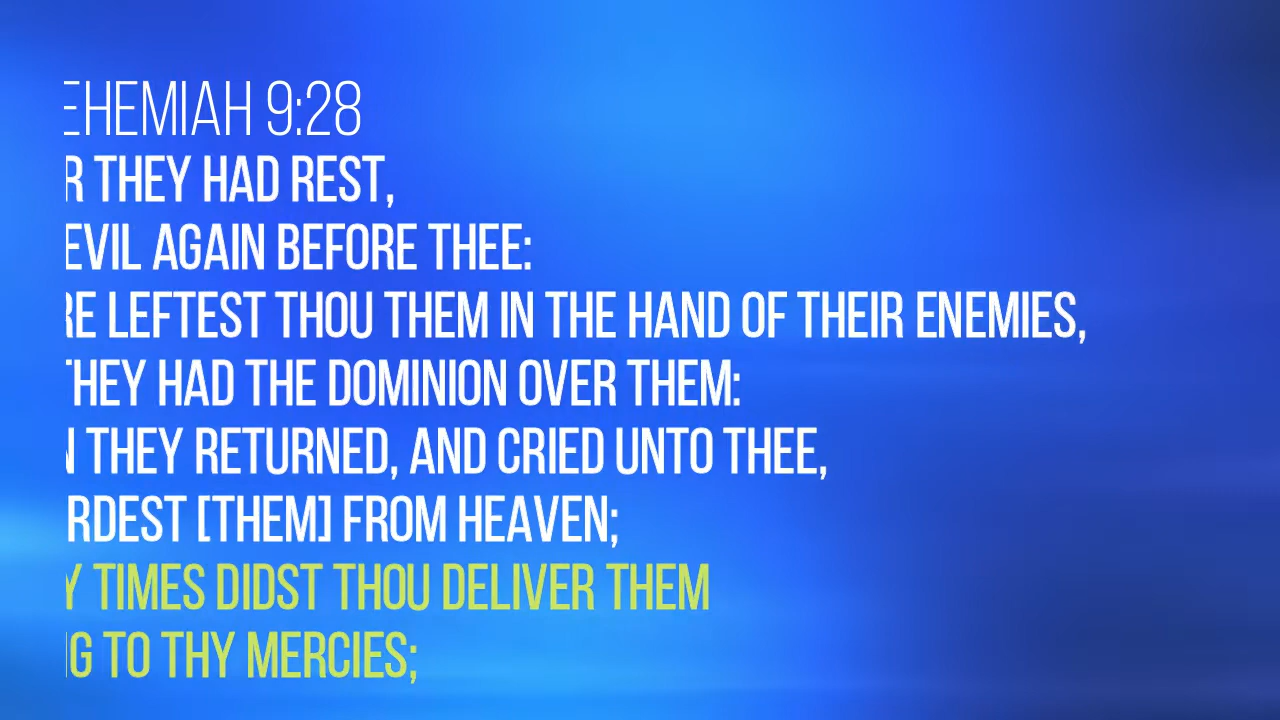 EHEMIAH 9:28
R THEY HAD REST,
EVIL AGAIN BEFORE THEE:
RE LEFTEST THOU THEM IN THE HAND OF THEIR ENEMIES,
THEY HAD THE DOMINION OVER THEM:
N THEY RETURNED, AND CRIED UNTO THEE,
RDEST [THEM] FROM HEAVEN;
Y TIMES DIDST THOU DELIVER THEM
G TO THY MERCIES;